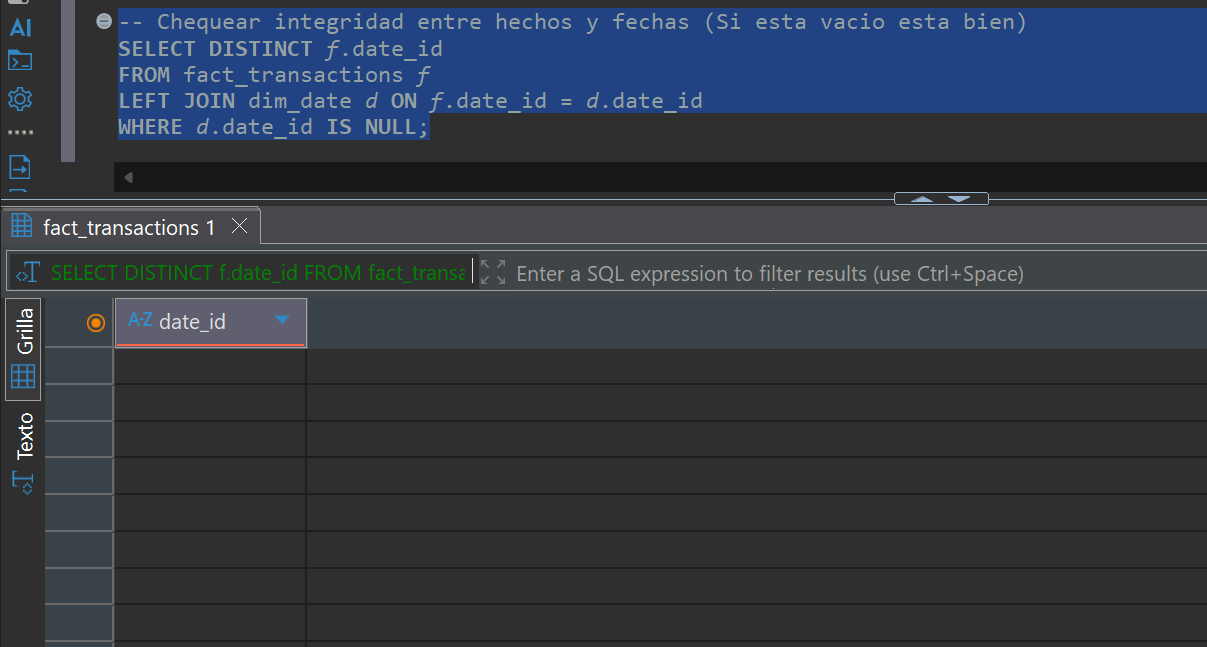 AI
-- Chequear integridad entre hechos y fechas (Si esta vacio esta bien)
SELECT DISTINCT f.date_id
FROM fact_transactions f
LEFT JOIN dim_date d ON f.date_id = d.date_id
WHERE d.date_id IS NULL;
fact_transactions 1
SELECT DISTINCT f.date_id FROM fact_transa
Enter a SQL expression to filter results (use Ctrl+Space)
Grilla
Texto
A-Z date_id